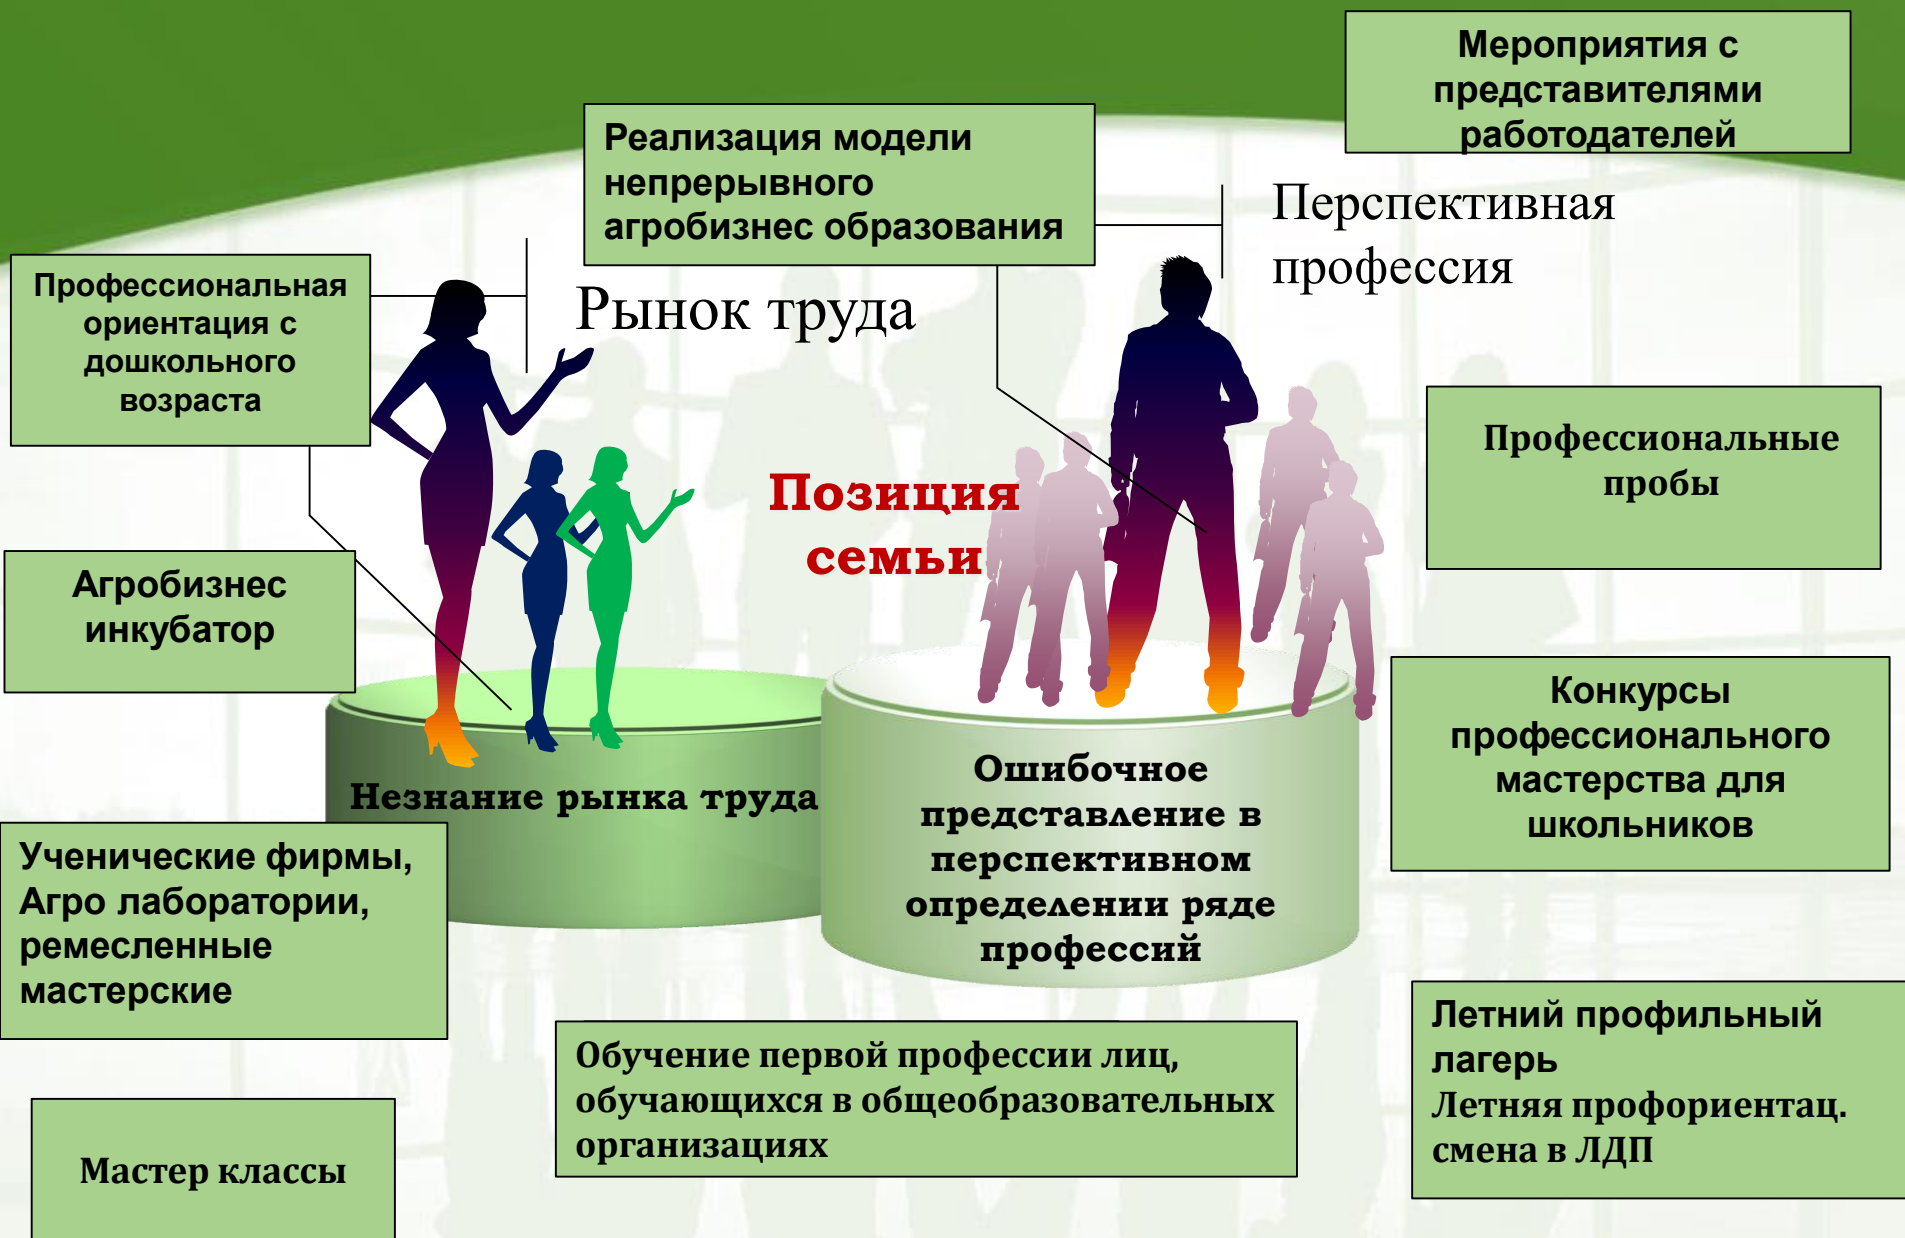 Мероприятия с
представителями
работодателей
Реализация модели
непрерывного
агробизнес образования
Перспективная
профессия
Профессиональная
ориентация с
дошкольного
возраста
Рынок труда
Профессиональные
пробы
Позиция
семьи
Агробизнес
инкубатор
Конкурсы
профессионального
мастерства для
школьников
Незнание рынка труда
Ошибочное
представление в
перспективном
определении ряде
профессий
Ученические фирмы,
Агро лаборатории,
ремесленные
мастерские
Летний профильный
лагерь
Летняя профориентац.
смена в ЛДП
Обучение первой профессии лиц,
обучающихся в общеобразовательных
организациях
Мастер классы